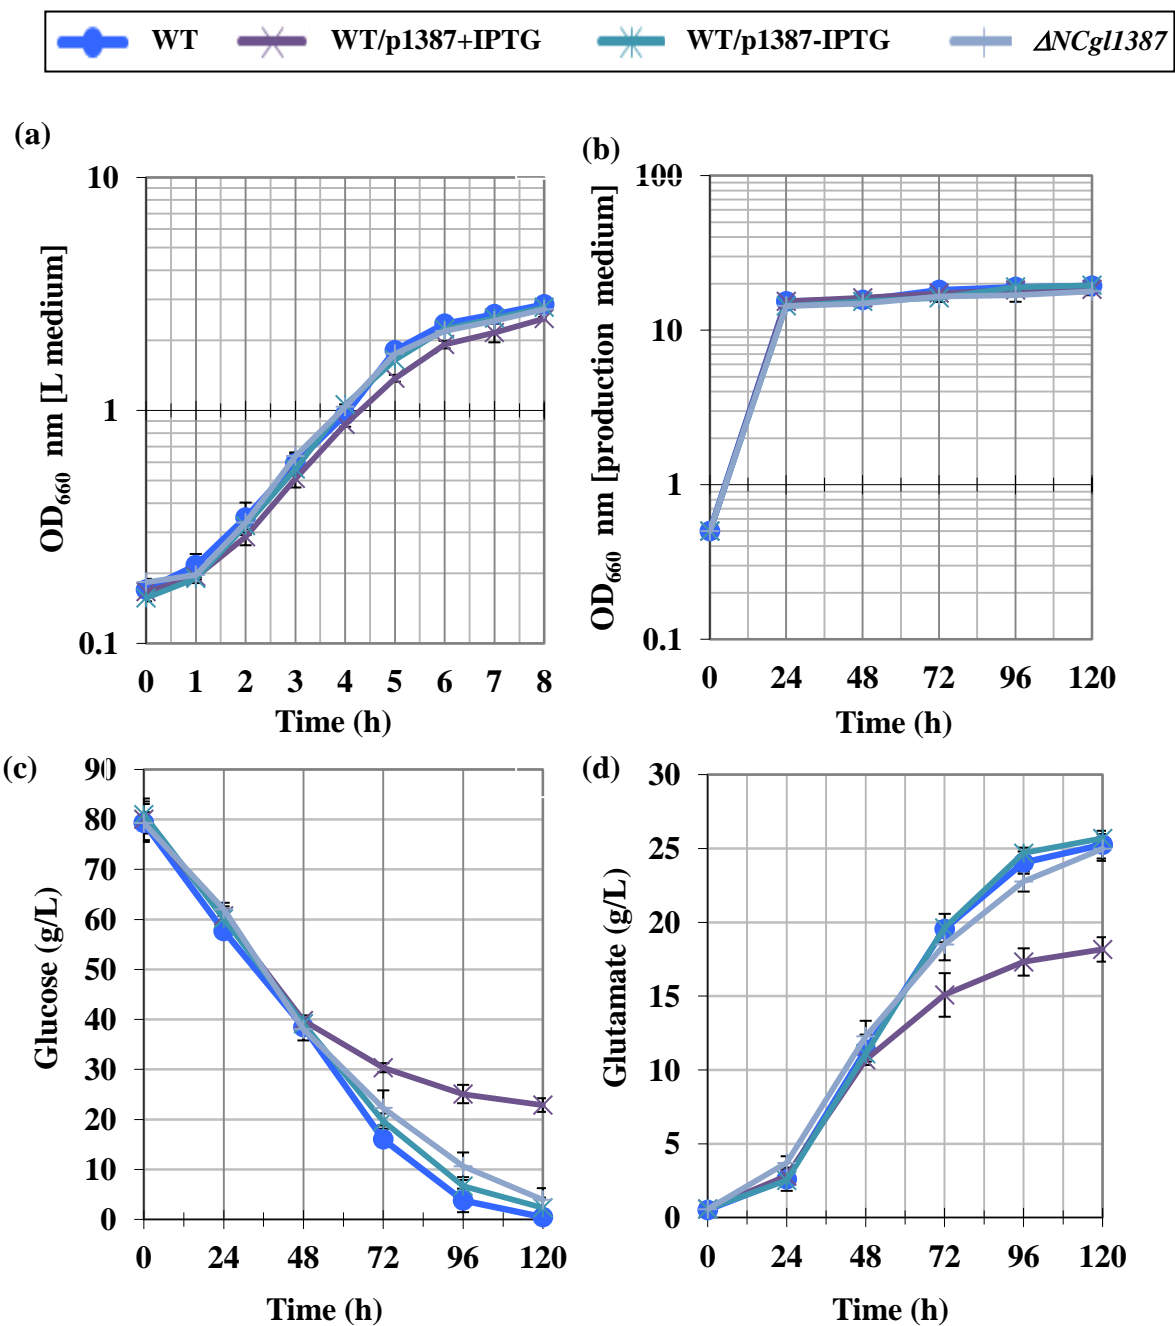 WT WT/p1387+IPTG WT/p1387-IPTG ΔNCgl1387
(a)
10
1
0.1
OD660 nm [L medium]
0 1 2 3 4 5 6 7 8
Time (h)
(b)
100
10
1
0.1
OD660 nm [production medium]
0 24 48 72 96 120
Time (h)
(c)
90
80
70
60
50
40
30
20
10
0
Glucose (g/L)
0 24 48 72 96 120
Time (h)
(d)
30
25
20
15
10
5
0
Glutamate (g/L)
0 24 48 72 96 120
Time (h)